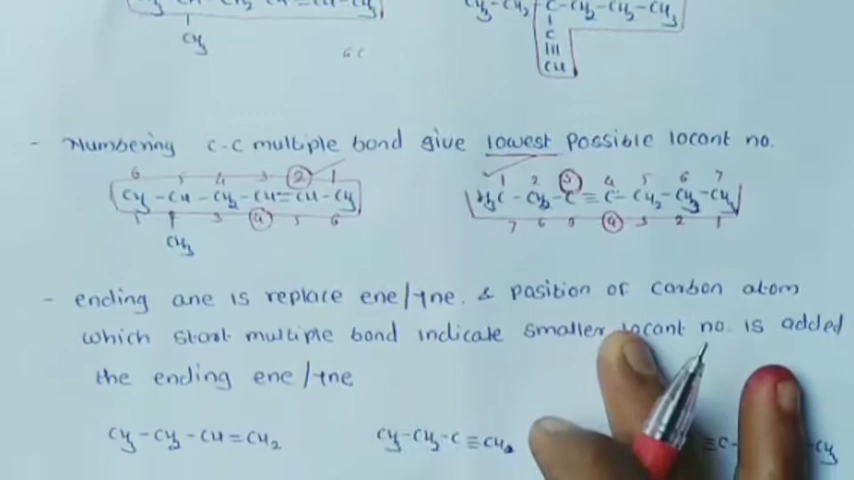 CH3
6C
C
|||
CH
- Numbering C-C multiple bond give lowest possible locant no.
6 5 4 3 2 1
CH3 - CH - CH2 - CH = CH - CH3
1 2 3 4 5 6
CH3
1 2 3 4 5 6 7
H3C - CH2 - C ≡ C - CH2 - CH2 - CH3
7 6 5 4 3 2 1
- ending ane is replace ene/yne. & position of carbon atom
which start multiple bond indicate smaller locant no. is added
the ending ene/yne
CH3 - CH2 - CH = CH2
CH3 - CH2 - C ≡ CH2
≡ C -
- CH3